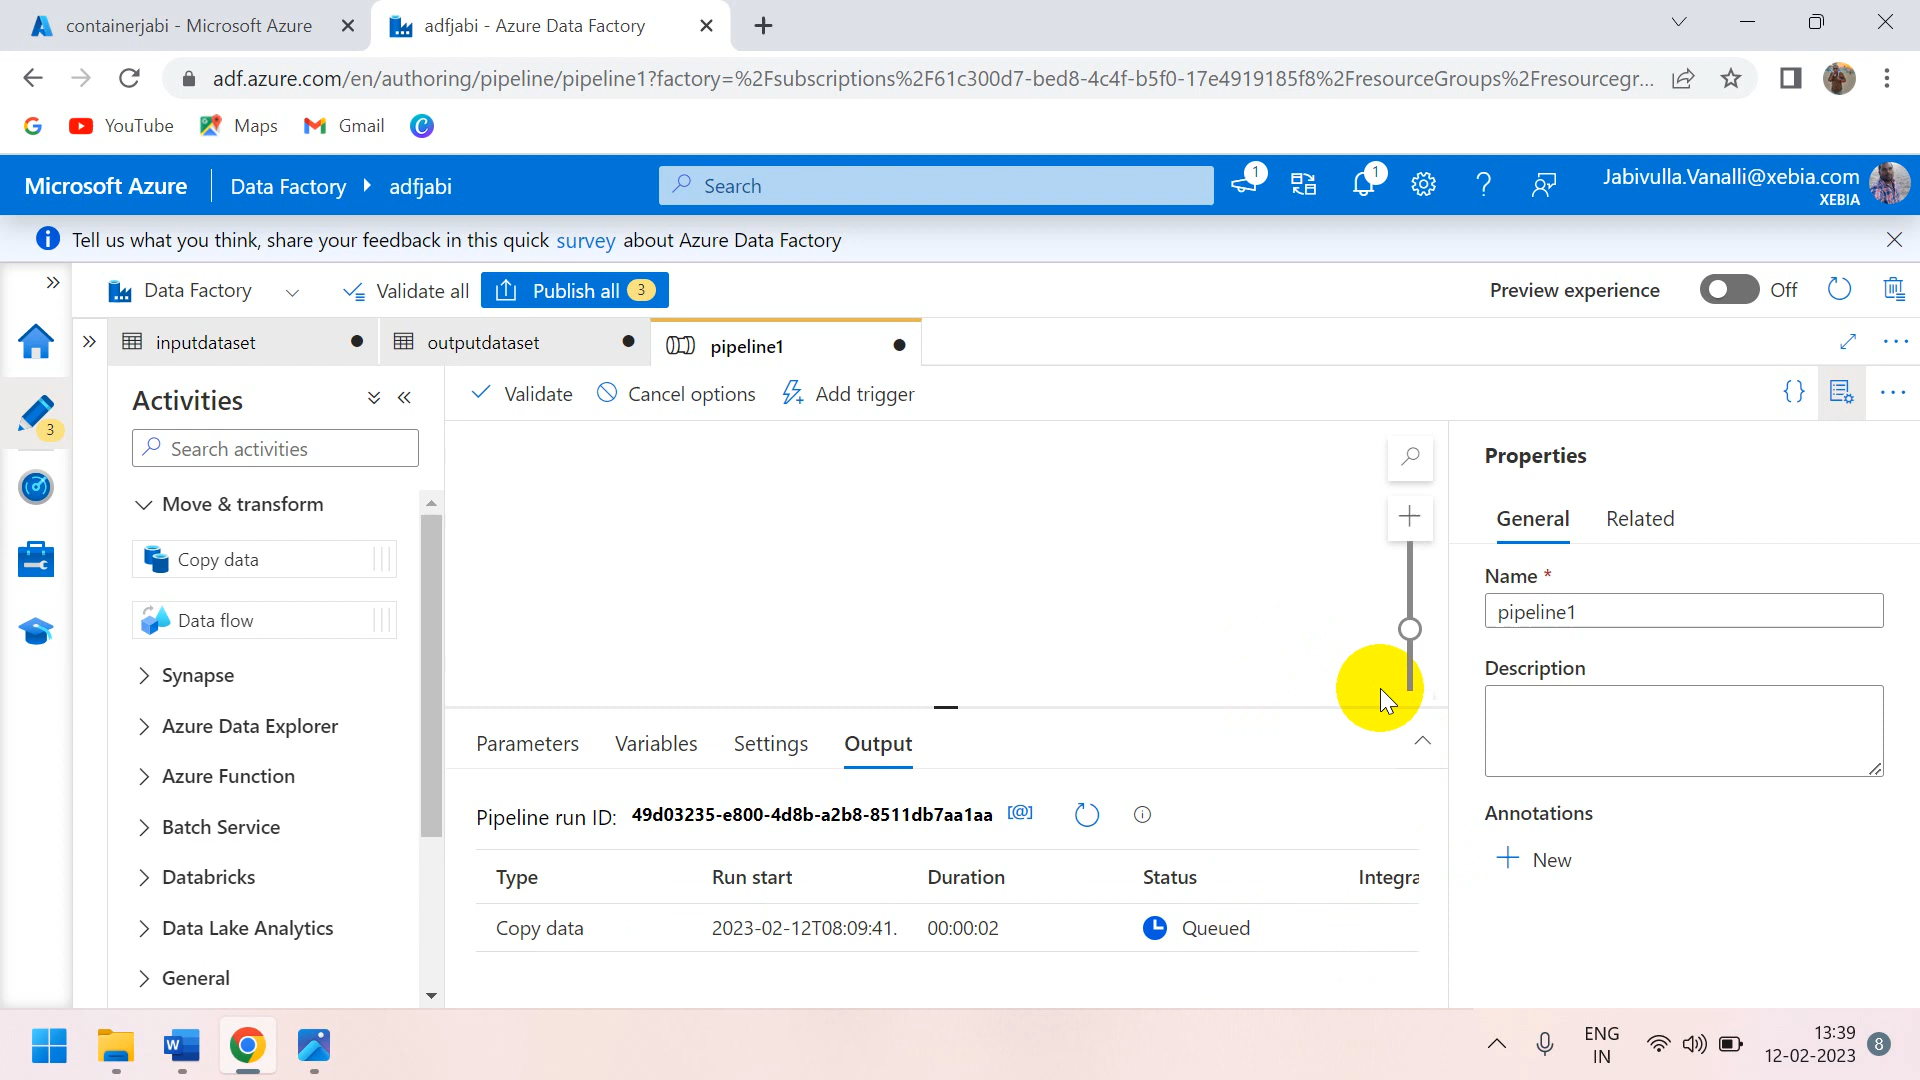 containerjabi - Microsoft Azure
adfjabi - Azure Data Factory
adf.azure.com/en/authoring/pipeline/pipeline1?factory=%2Fsubscriptions%2F61c300d7-bed8-4c4f-b5f0-17e4919185f8%2FresourceGroups%2Fresourcegr...
YouTube
Maps
Gmail
Microsoft Azure
Data Factory
adfjabi
Search
1
1
Jabivulla.Vanalli@xebia.com
XEBIA
Tell us what you think, share your feedback in this quick survey about Azure Data Factory
Data Factory
Validate all
Publish all 3
Preview experience
Off
inputdataset
outputdataset
pipeline1
3
Activities
Search activities
Move & transform
Copy data
Data flow
Synapse
Azure Data Explorer
Azure Function
Batch Service
Databricks
Data Lake Analytics
General
Validate
Cancel options
Add trigger
Parameters
Variables
Settings
Output
Pipeline run ID: 49d03235-e800-4d8b-a2b8-8511db7aa1aa
Type Run start Duration Status Integra
Copy data 2023-02-12T08:09:41. 00:00:02 Queued
Properties
General
Related
Name *
pipeline1
Description
Annotations
New
ENG
IN
13:39
12-02-2023
8